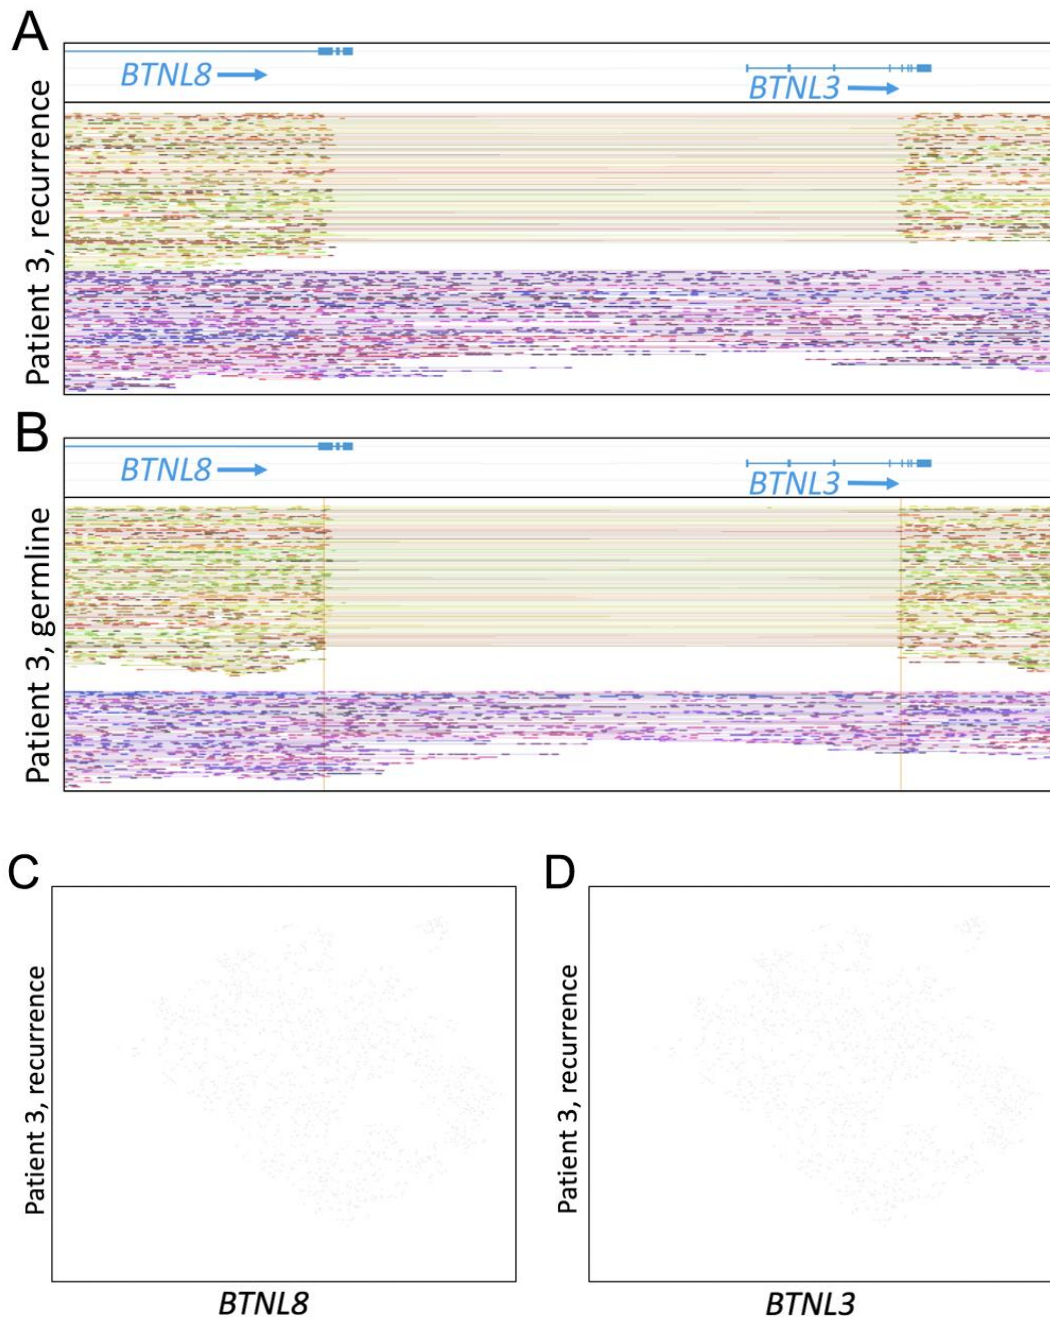 A
Patient 3, recurrence
BTNL8
BTNL3
B
Patient 3, germline
BTNL8
BTNL3
C
Patient 3, recurrence
BTNL8
D
Patient 3, recurrence
BTNL3